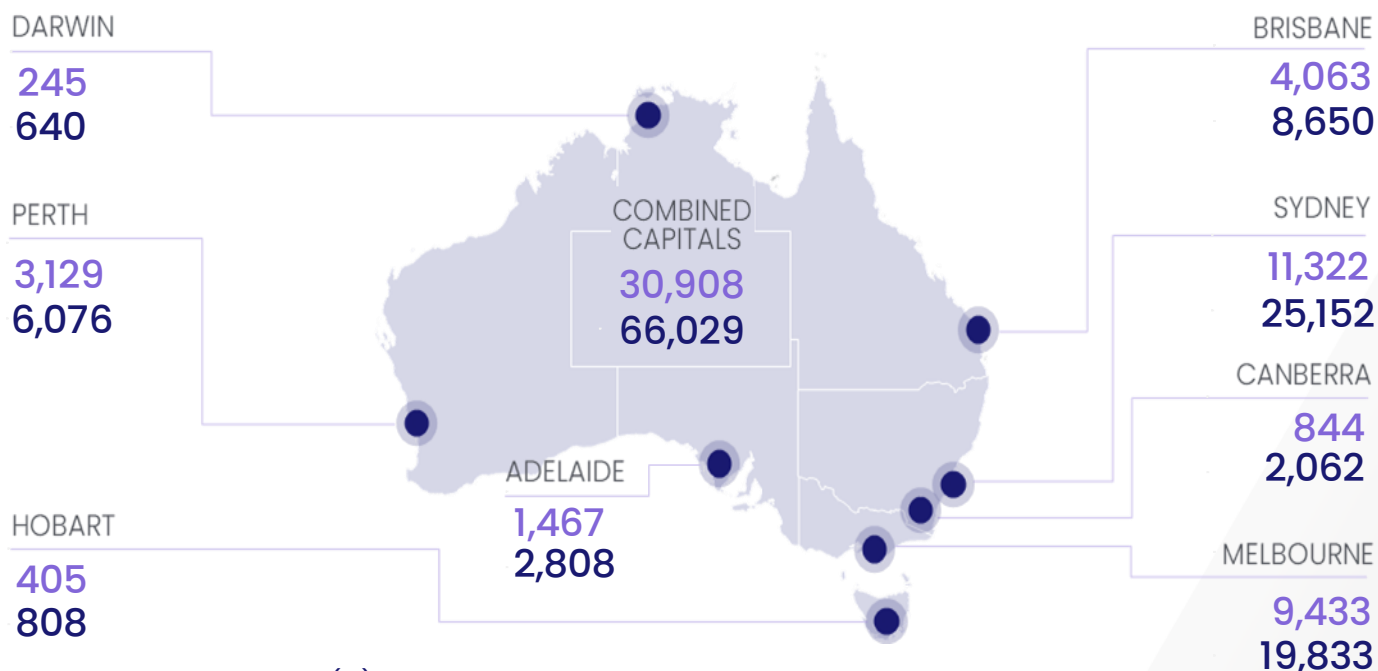 DARWIN
245
640
PERTH
3,129
6,076
HOBART
405
808
COMBINED
CAPITALS
30,908
66,029
ADELAIDE
1,467
2,808
BRISBANE
4,063
8,650
SYDNEY
11,322
25,152
CANBERRA
844
2,062
MELBOURNE
9,433
19,833